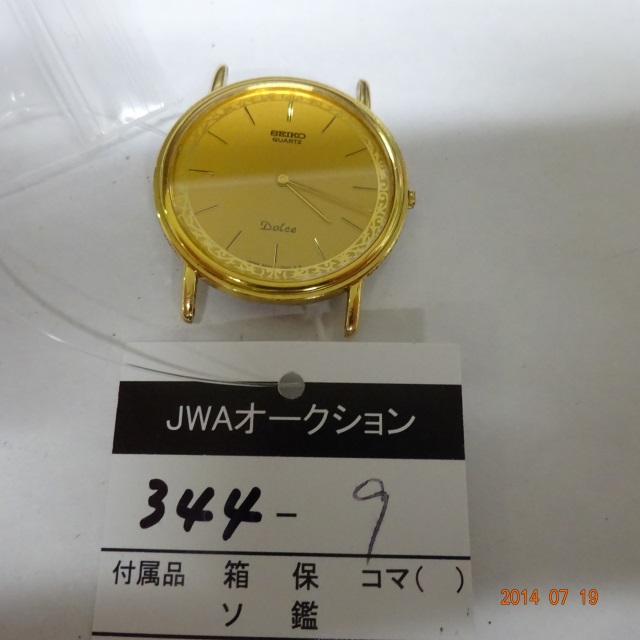 SEIKO
QUARTZ
Dolce
JWAオークション
344-9
付属品 箱 保 コマ( )
ソ 鑑
2014 07 19